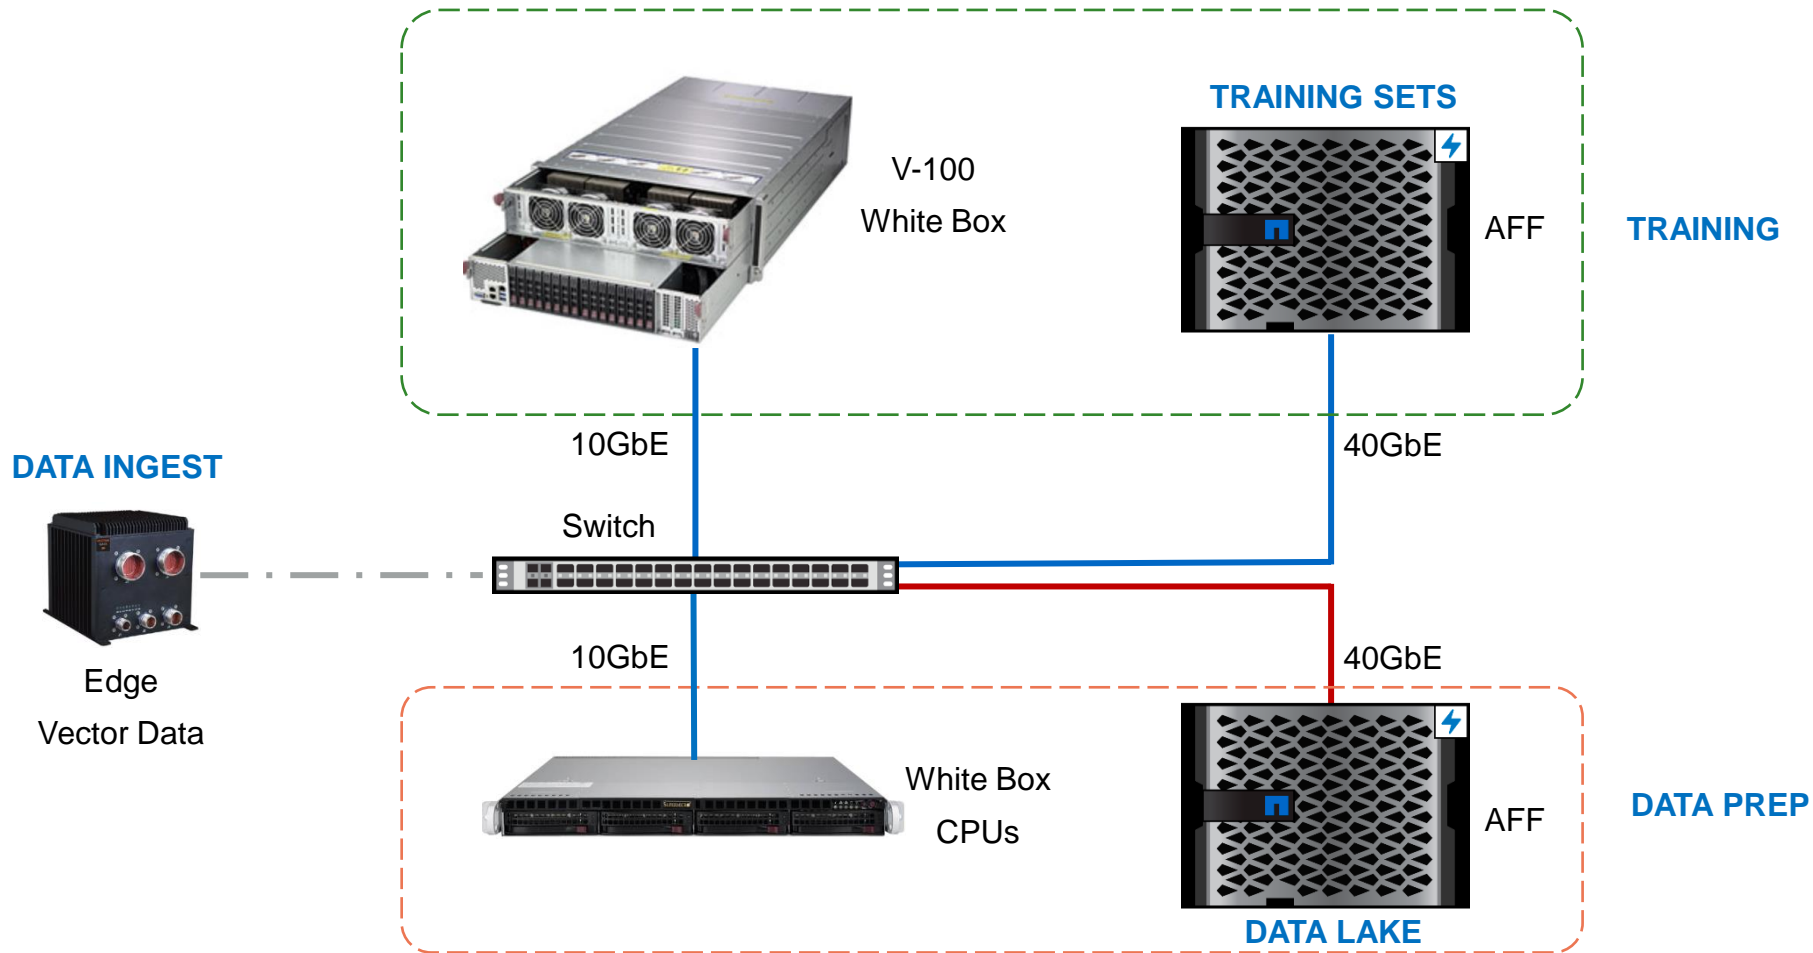 TRAINING SETS
V-100
White Box
AFF
TRAINING
10GbE
40GbE
DATA INGEST
Switch
10GbE
40GbE
Edge
Vector Data
White Box
CPUs
AFF
DATA PREP
DATA LAKE